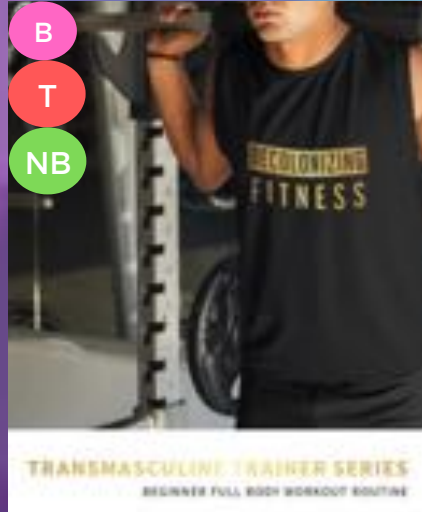 B
T
NB
DECOLONIZING
FITNESS
TRANSMASCULINE TRAINER SERIES
BEGINNER FULL BODY WORKOUT ROUTINE